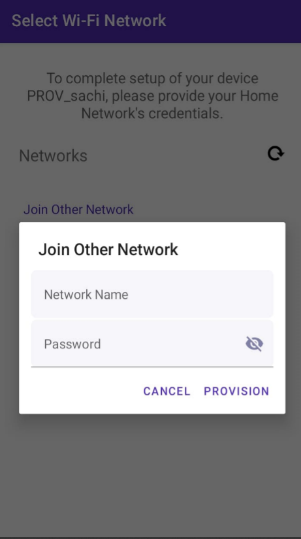 Select Wi-Fi Network
To complete setup of your device
PROV_sachi, please provide your Home
Network's credentials.
Networks
Join Other Network
Join Other Network
Network Name
Password
CANCEL PROVISION